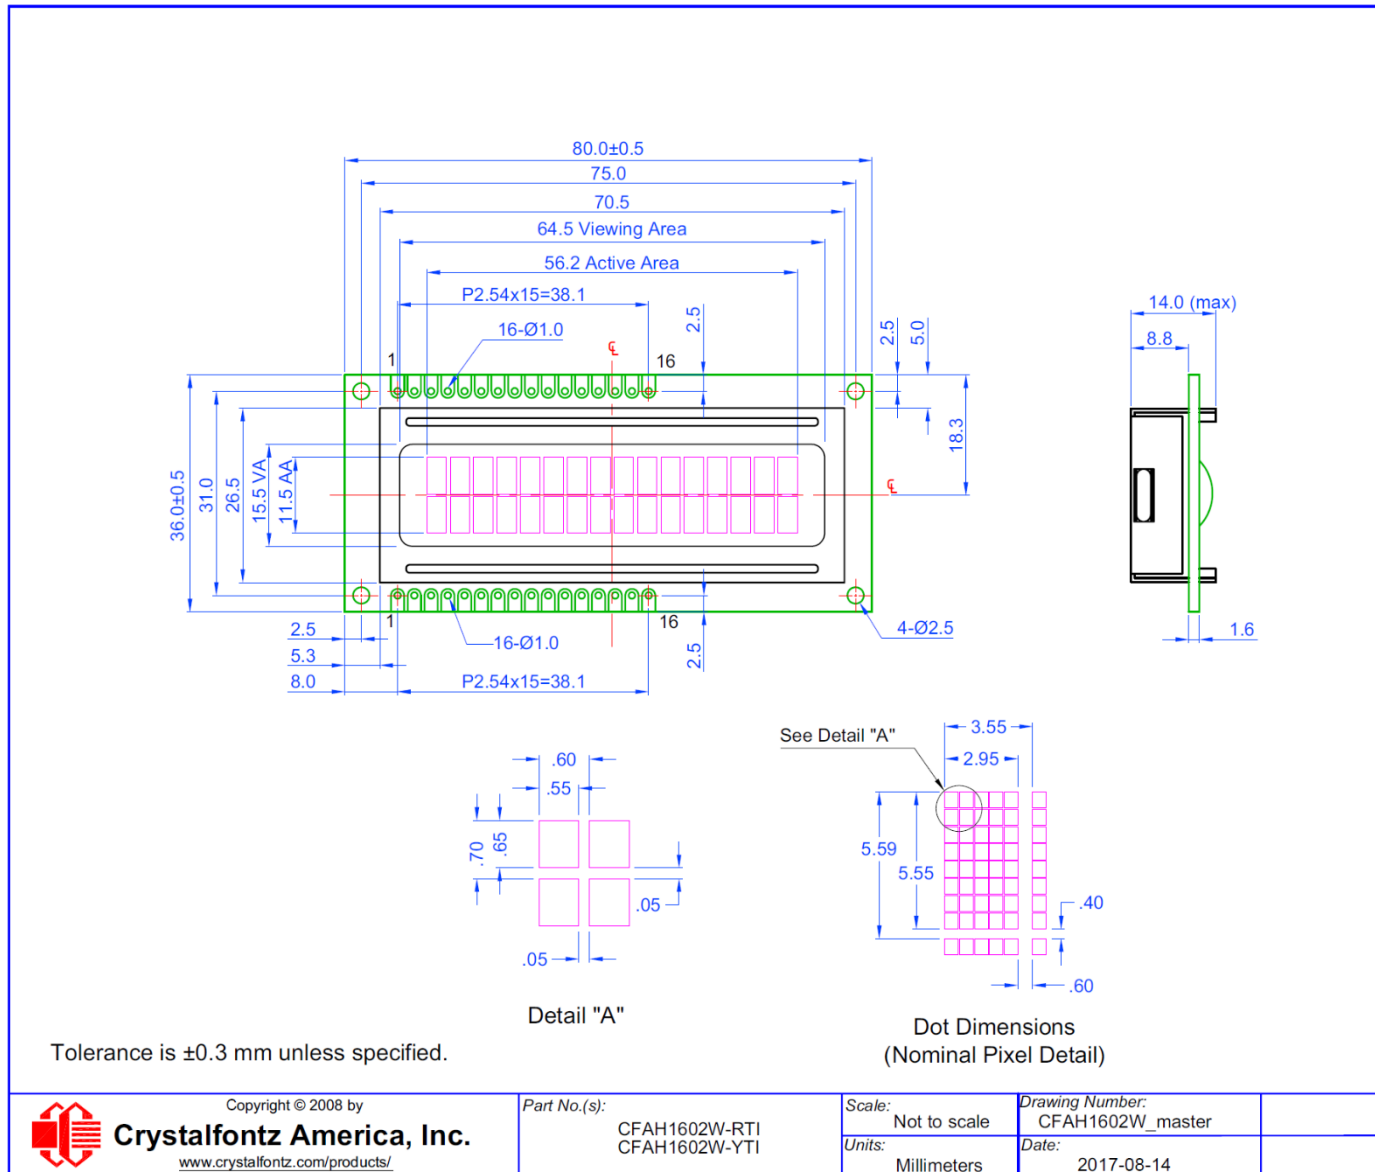 80.0±0.5
75.0
70.5
64.5 Viewing Area
56.2 Active Area
P2.54x15=38.1
16-Ø1.0
2.5
2.5
5.0
14.0 (max)
8.8
1
16
℄
36.0±0.5
31.0
26.5
15.5 VA
11.5 AA
18.3
℄
1
16
2.5
5.3
8.0
16-Ø1.0
P2.54x15=38.1
2.5
4-Ø2.5
1.6
See Detail "A"
3.55
2.95
.60
.55
.70
.65
.05
.05
5.59
5.55
.40
.60
Detail "A"
Dot Dimensions
(Nominal Pixel Detail)
Tolerance is ±0.3 mm unless specified.
Copyright © 2008 by
Crystalfontz America, Inc.
www.crystalfontz.com/products/
Part No.(s):
CFAH1602W-RTI
CFAH1602W-YTI
Scale:
Not to scale
Drawing Number:
CFAH1602W_master
Units:
Millimeters
Date:
2017-08-14